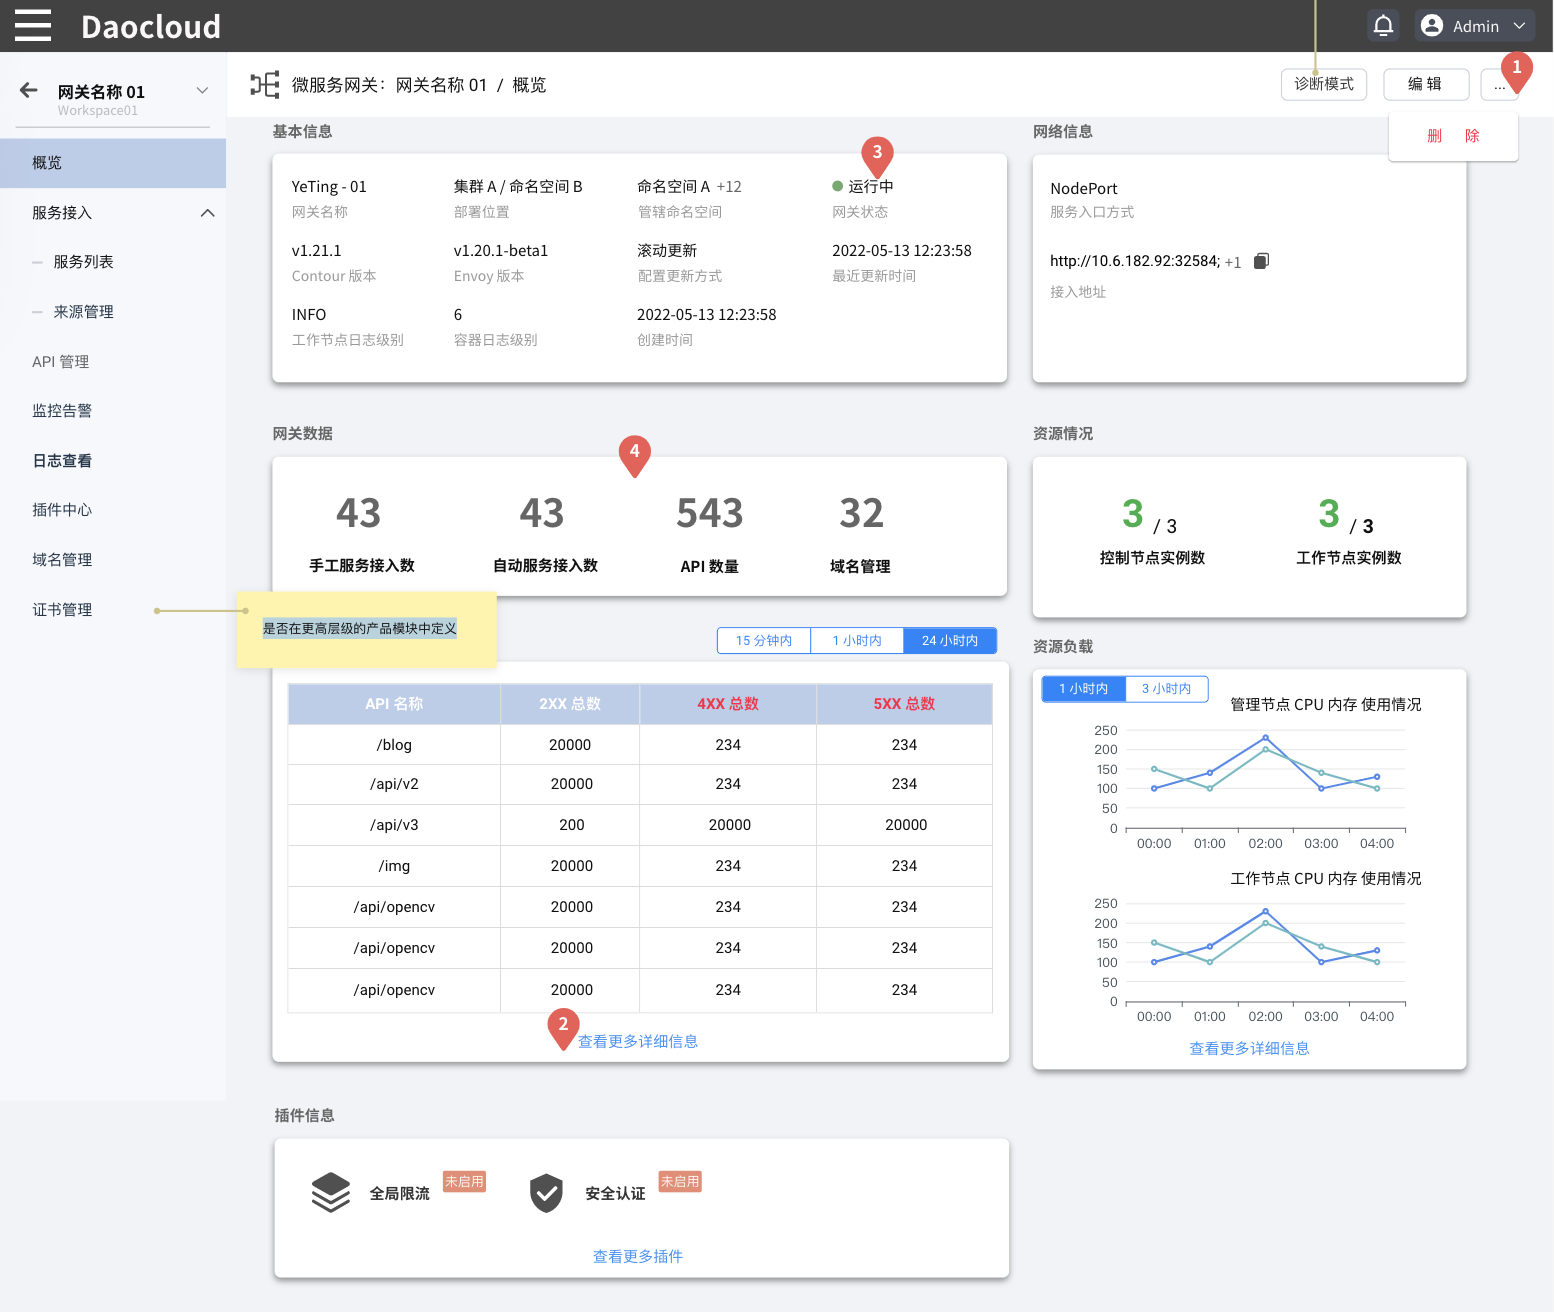 Daocloud
Admin
网关名称 01
Workspace01
微服务网关：网关名称 01 / 概览
诊断模式
编 辑
...
1
删 除
概览
服务接入
服务列表
来源管理
API 管理
监控告警
日志查看
插件中心
域名管理
证书管理
是否在更高层级的产品模块中定义
基本信息
3
YeTing - 01
集群 A / 命名空间 B
命名空间 A +12
运行中
网关名称
部署位置
管辖命名空间
网关状态
v1.21.1
v1.20.1-beta1
滚动更新
2022-05-13 12:23:58
Contour 版本
Envoy 版本
配置更新方式
最近更新时间
INFO
6
2022-05-13 12:23:58
工作节点日志级别
容器日志级别
创建时间
网络信息
NodePort
服务入口方式
http://10.6.182.92:32584; +1
接入地址
网关数据
4
43
43
543
32
手工服务接入数
自动服务接入数
API 数量
域名管理
资源情况
3 / 3
3 / 3
控制节点实例数
工作节点实例数
15 分钟内
1 小时内
24 小时内
API 名称 2XX 总数 4XX 总数 5XX 总数
/blog 20000 234 234
/api/v2 20000 234 234
/api/v3 200 20000 20000
/img 20000 234 234
/api/opencv 20000 234 234
/api/opencv 20000 234 234
/api/opencv 20000 234 234
2
查看更多详细信息
资源负载
1 小时内
3 小时内
管理节点 CPU 内存 使用情况
250
200
150
100
50
0
00:00 01:00 02:00 03:00 04:00
工作节点 CPU 内存 使用情况
250
200
150
100
50
0
00:00 01:00 02:00 03:00 04:00
查看更多详细信息
插件信息
全局限流
未启用
安全认证
未启用
查看更多插件